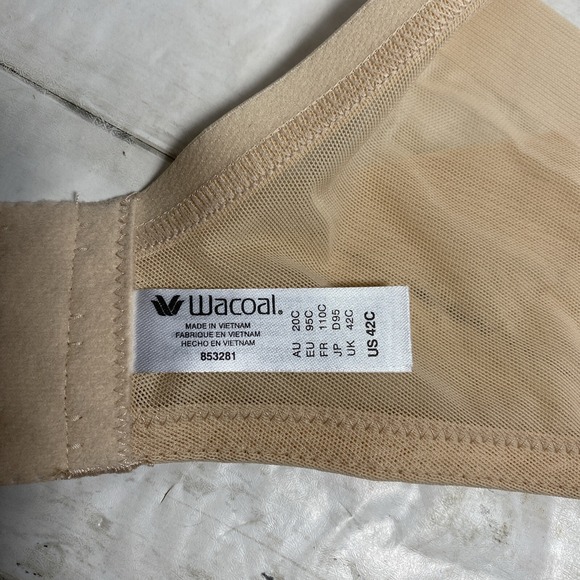 Wacoal®
MADE IN VIETNAM
FABRIQUE EN VIETNAM
HECHO EN VIETNAM
853281
AU 20C
EU 95C
FR 110C
JP D95
UK 42C
US 42C